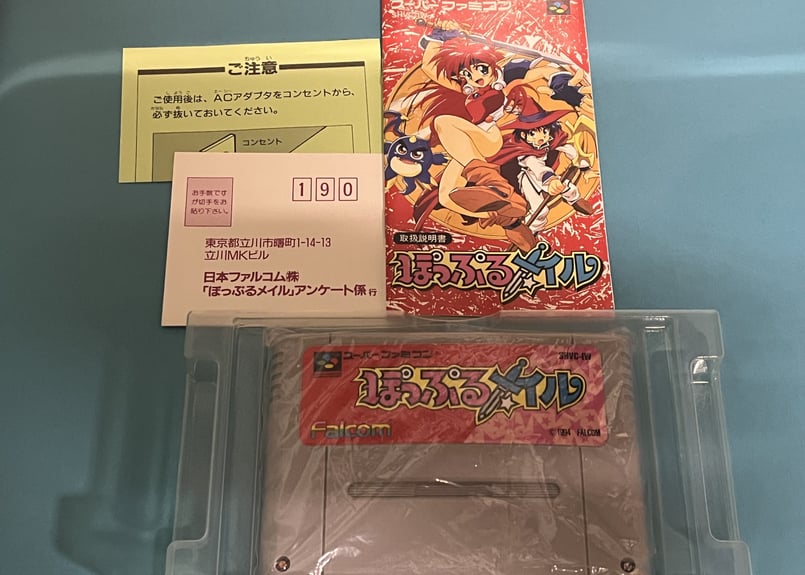 ご注意
ちゅうい
ご使用後は、ACアダプタをコンセントから、
必ず抜いておいてください。
コンセント
お手数です
が切手をお
貼り下さい。
190
東京都立川市曙町1-14-13
立川MKビル
日本ファルコム㈱
「ぽっぷるメイル」アンケート係 行
スーパーファミコン
取扱説明書
ぽっぷるメイル
スーパーファミコン
ぽっぷるメイル
Falcom
© 1994 FALCOM